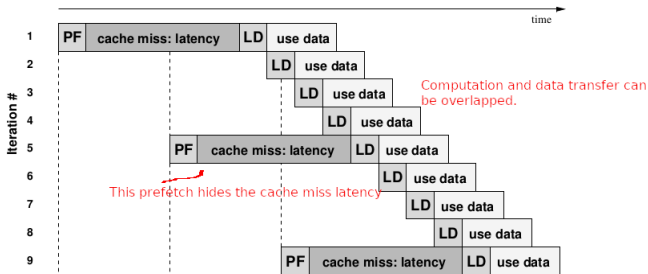 time
1 PF cache miss: latency LD use data
2 LD use data
3 LD use data
Computation and data transfer can
be overlapped.
4 LD use data
Iteration #
5 PF cache miss: latency LD use data
6 LD use data
This prefetch hides the cache miss latency
7 LD use data
8 LD use data
9 PF cache miss: latency LD use data